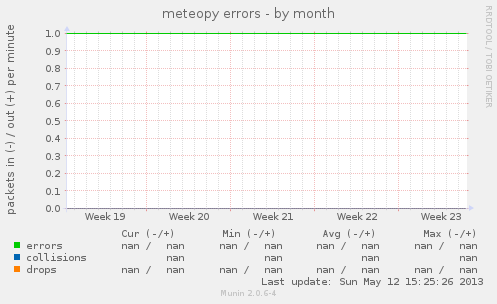 meteopy errors - by month
RRDTOOL / TOBI OETIKER
packets in (-) / out (+) per minute
1.0
0.9
0.8
0.7
0.6
0.5
0.4
0.3
0.2
0.1
0.0
Week 19 Week 20 Week 21 Week 22 Week 23
Cur (-/+) Min (-/+) Avg (-/+) Max (-/+)
errors nan / nan nan / nan nan / nan nan / nan
collisions nan nan nan nan
drops nan / nan nan / nan nan / nan nan / nan
Last update: Sun May 12 15:25:26 2013
Munin 2.0.6-4